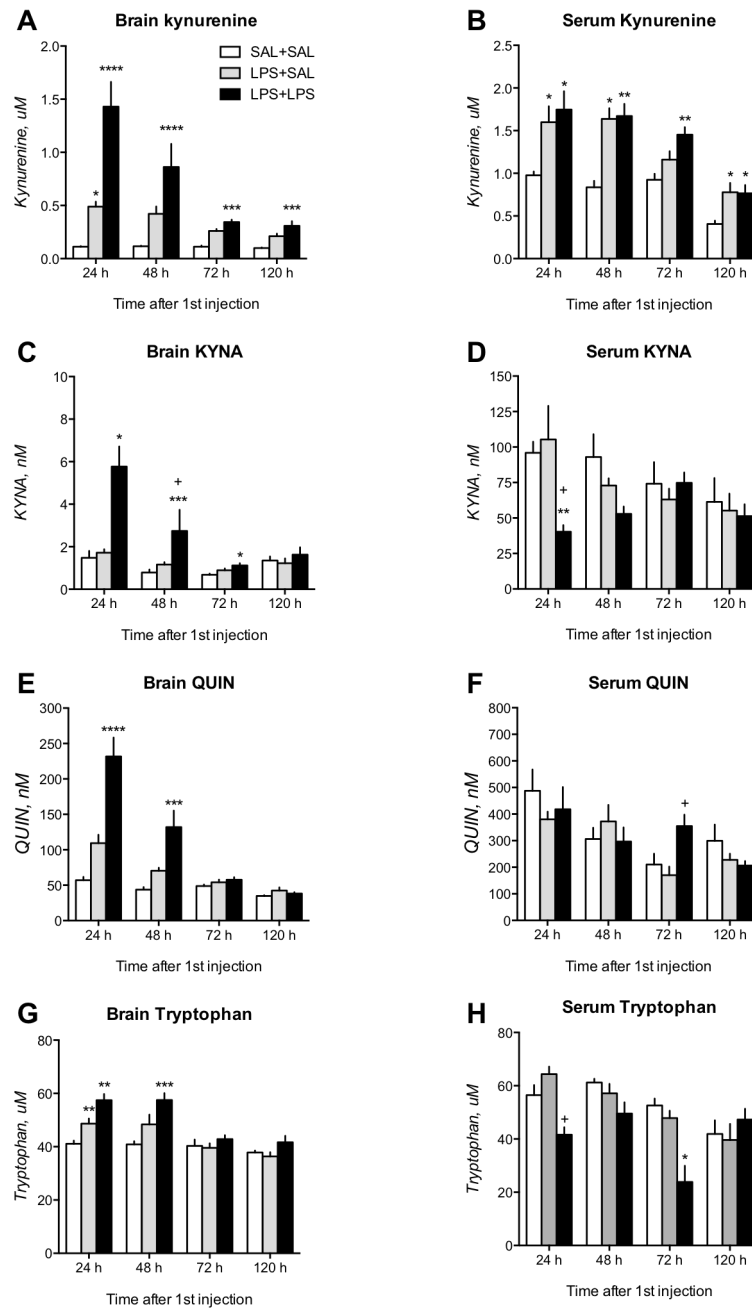 A
Brain kynurenine
Kynurenine, uM
2.0
1.5
1.0
0.5
0.0
SAL+SAL
LPS+SAL
LPS+LPS
*
****
****
***
***
24 h 48 h 72 h 120 h
Time after 1st injection
B
Serum Kynurenine
Kynurenine, uM
2.5
2.0
1.5
1.0
0.5
0.0
* *
* **
**
* *
24 h 48 h 72 h 120 h
Time after 1st injection
C
Brain KYNA
KYNA, nM
10
8
6
4
2
0
*
+
***
*
24 h 48 h 72 h 120 h
Time after 1st injection
D
Serum KYNA
KYNA, nM
150
125
100
75
50
25
0
+
**
24 h 48 h 72 h 120 h
Time after 1st injection
E
Brain QUIN
QUIN, nM
300
250
200
150
100
50
0
****
***
24 h 48 h 72 h 120 h
Time after 1st injection
F
Serum QUIN
QUIN, nM
800
700
600
500
400
300
200
100
0
+
24 h 48 h 72 h 120 h
Time after 1st injection
G
Brain Tryptophan
Tryptophan, uM
80
60
40
20
0
** **
***
24 h 48 h 72 h 120 h
Time after 1st injection
H
Serum Tryptophan
Tryptophan, uM
80
60
40
20
0
+
*
24 h 48 h 72 h 120 h
Time after 1st injection